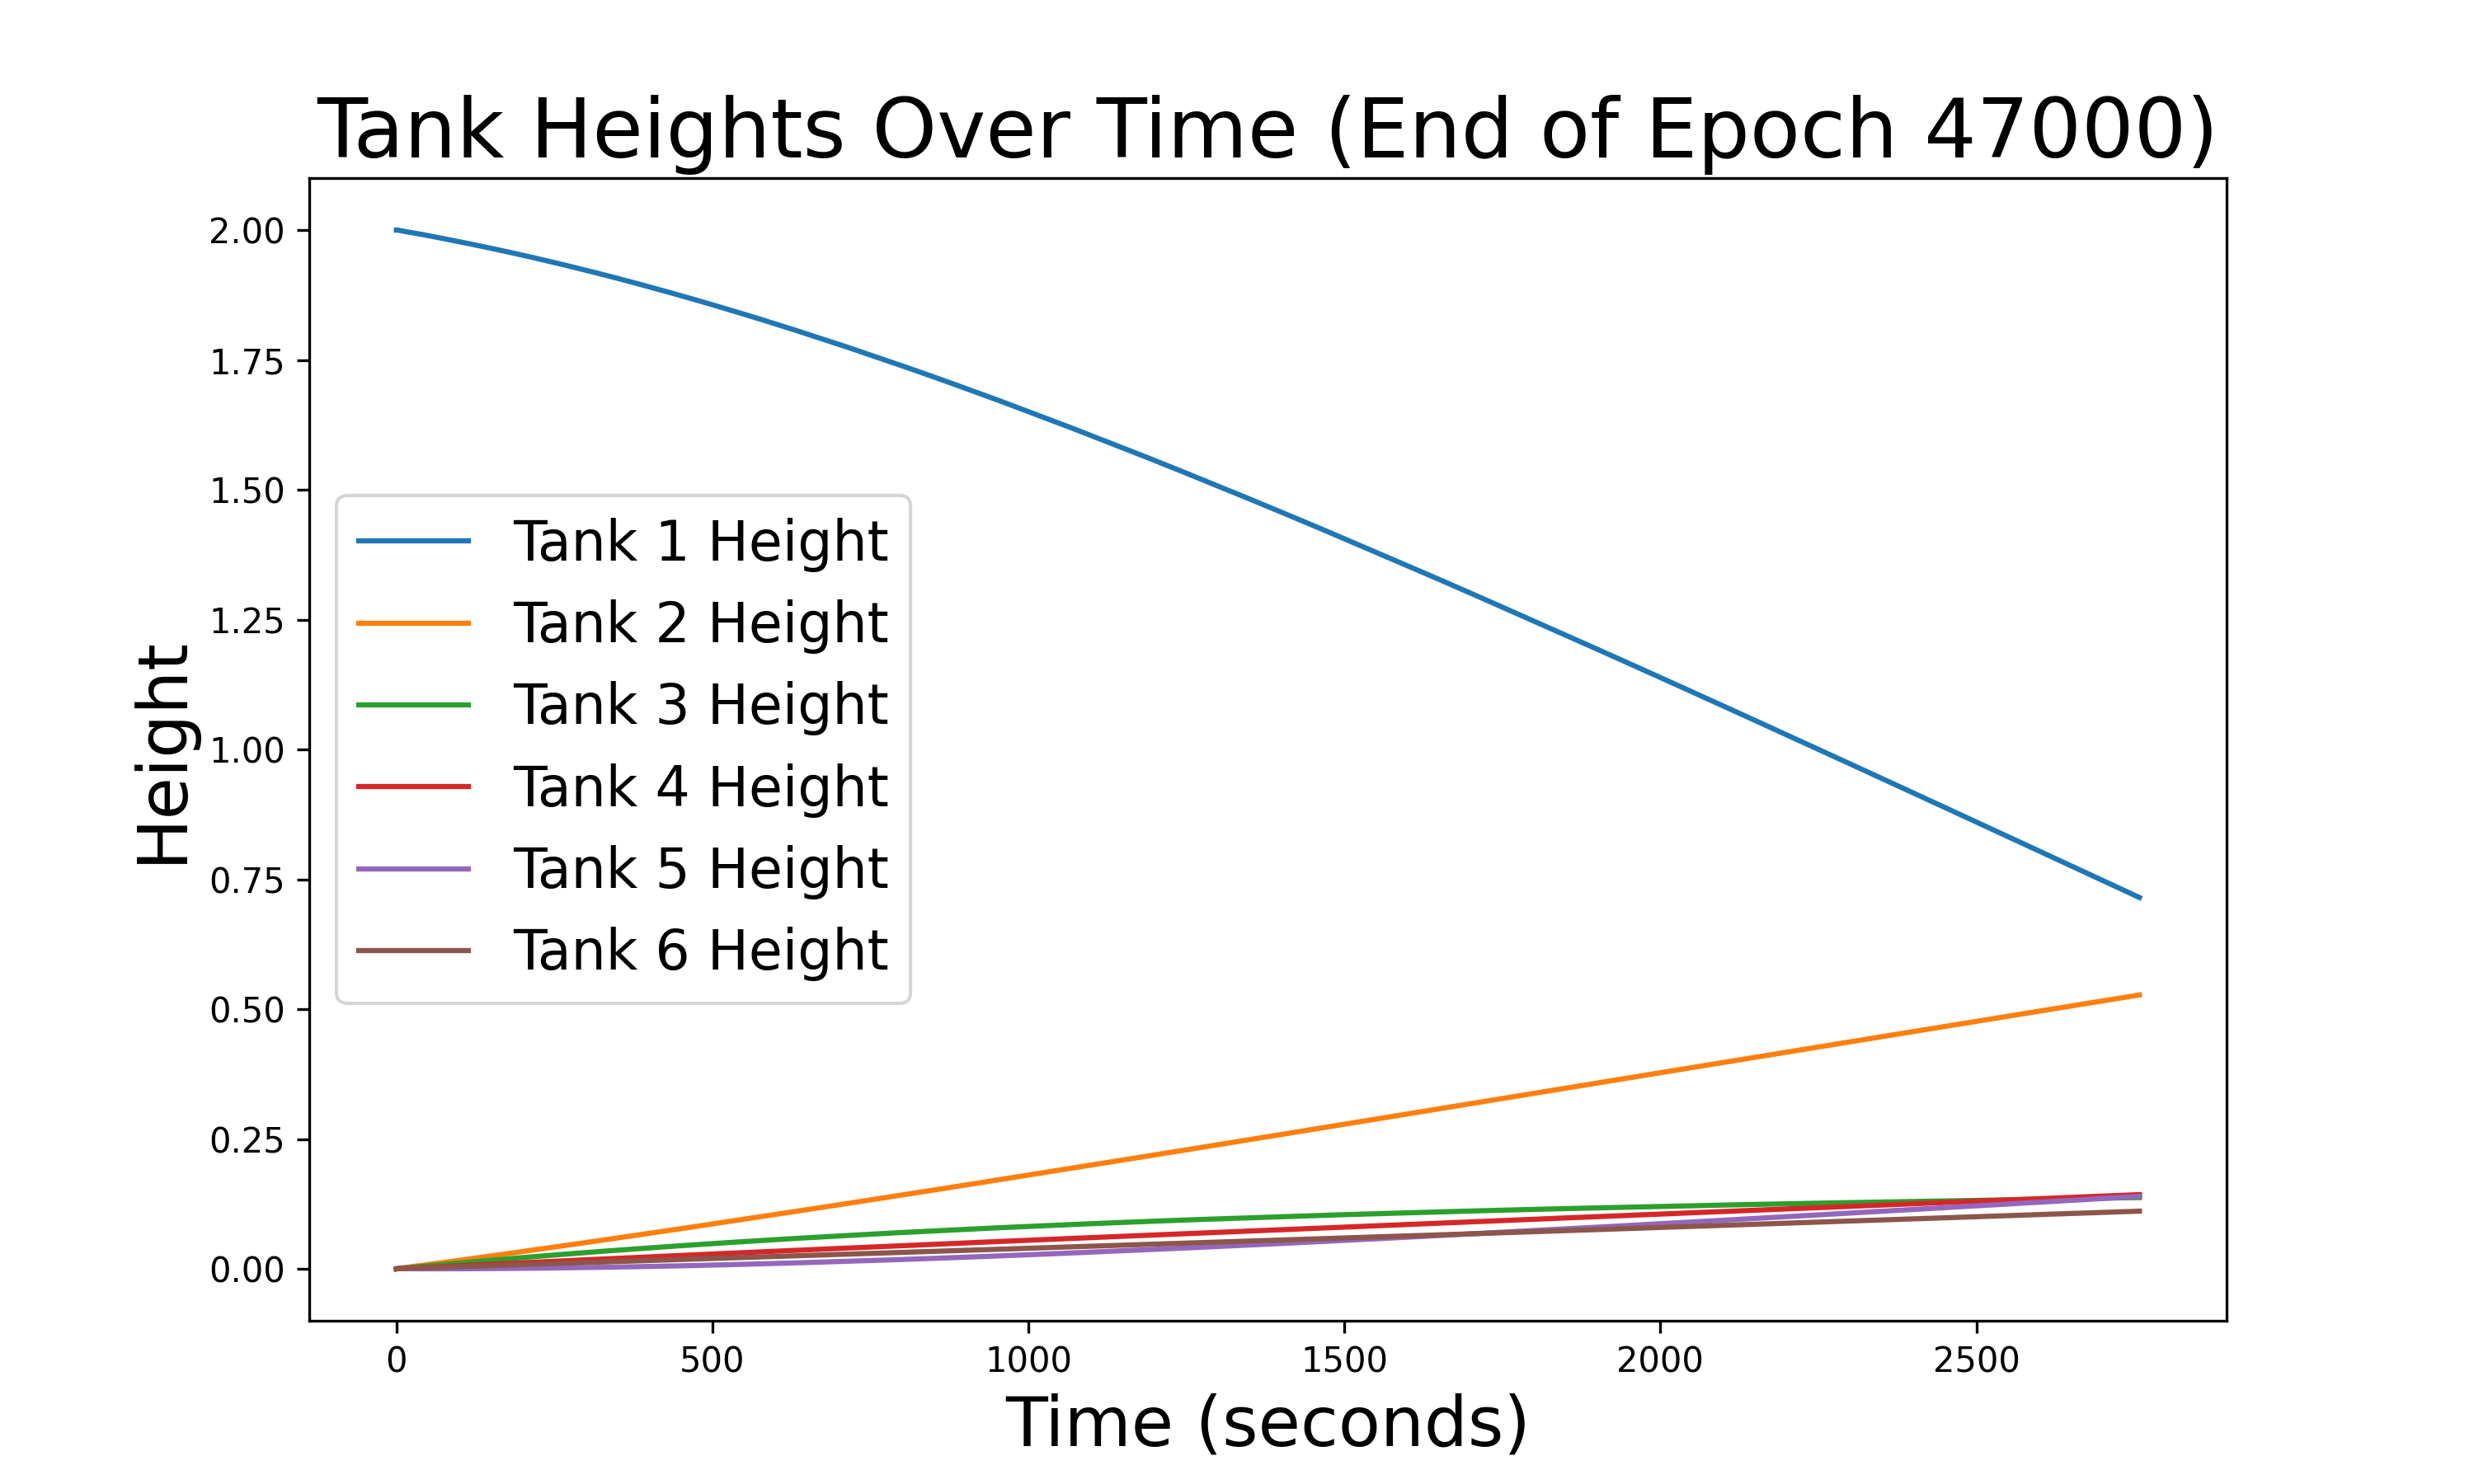 Tank Heights Over Time (End of Epoch 47000)
2.00
1.75
1.50
1.25
1.00
0.75
0.50
0.25
0.00
Height
Tank 1 Height
Tank 2 Height
Tank 3 Height
Tank 4 Height
Tank 5 Height
Tank 6 Height
0 500 1000 1500 2000 2500
Time (seconds)